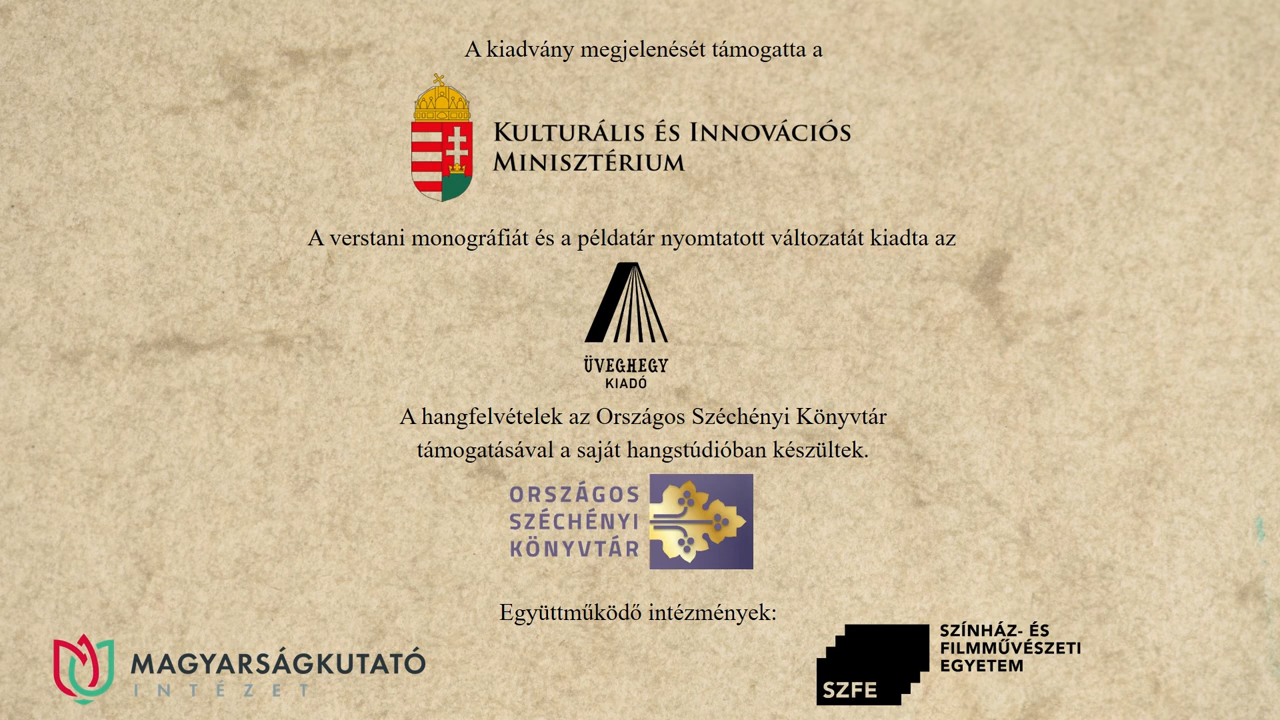 A kiadvány megjelenését támogatta a
KULTURÁLIS ÉS INNOVÁCIÓS
MINISZTÉRIUM
A verstani monográfiát és a példatár nyomtatott változatát kiadta az
ÜVEGHEGY
KIADÓ
A hangfelvételek az Országos Széchényi Könyvtár
támogatásával a saját hangstúdióban készültek.
ORSZÁGOS
SZÉCHÉNYI
KÖNYVTÁR
Együttműködő intézmények:
MAGYARSÁGKUTATÓ
INTÉZET
SZFE
SZÍNHÁZ- ÉS
FILMMŰVÉSZETI
EGYETEM